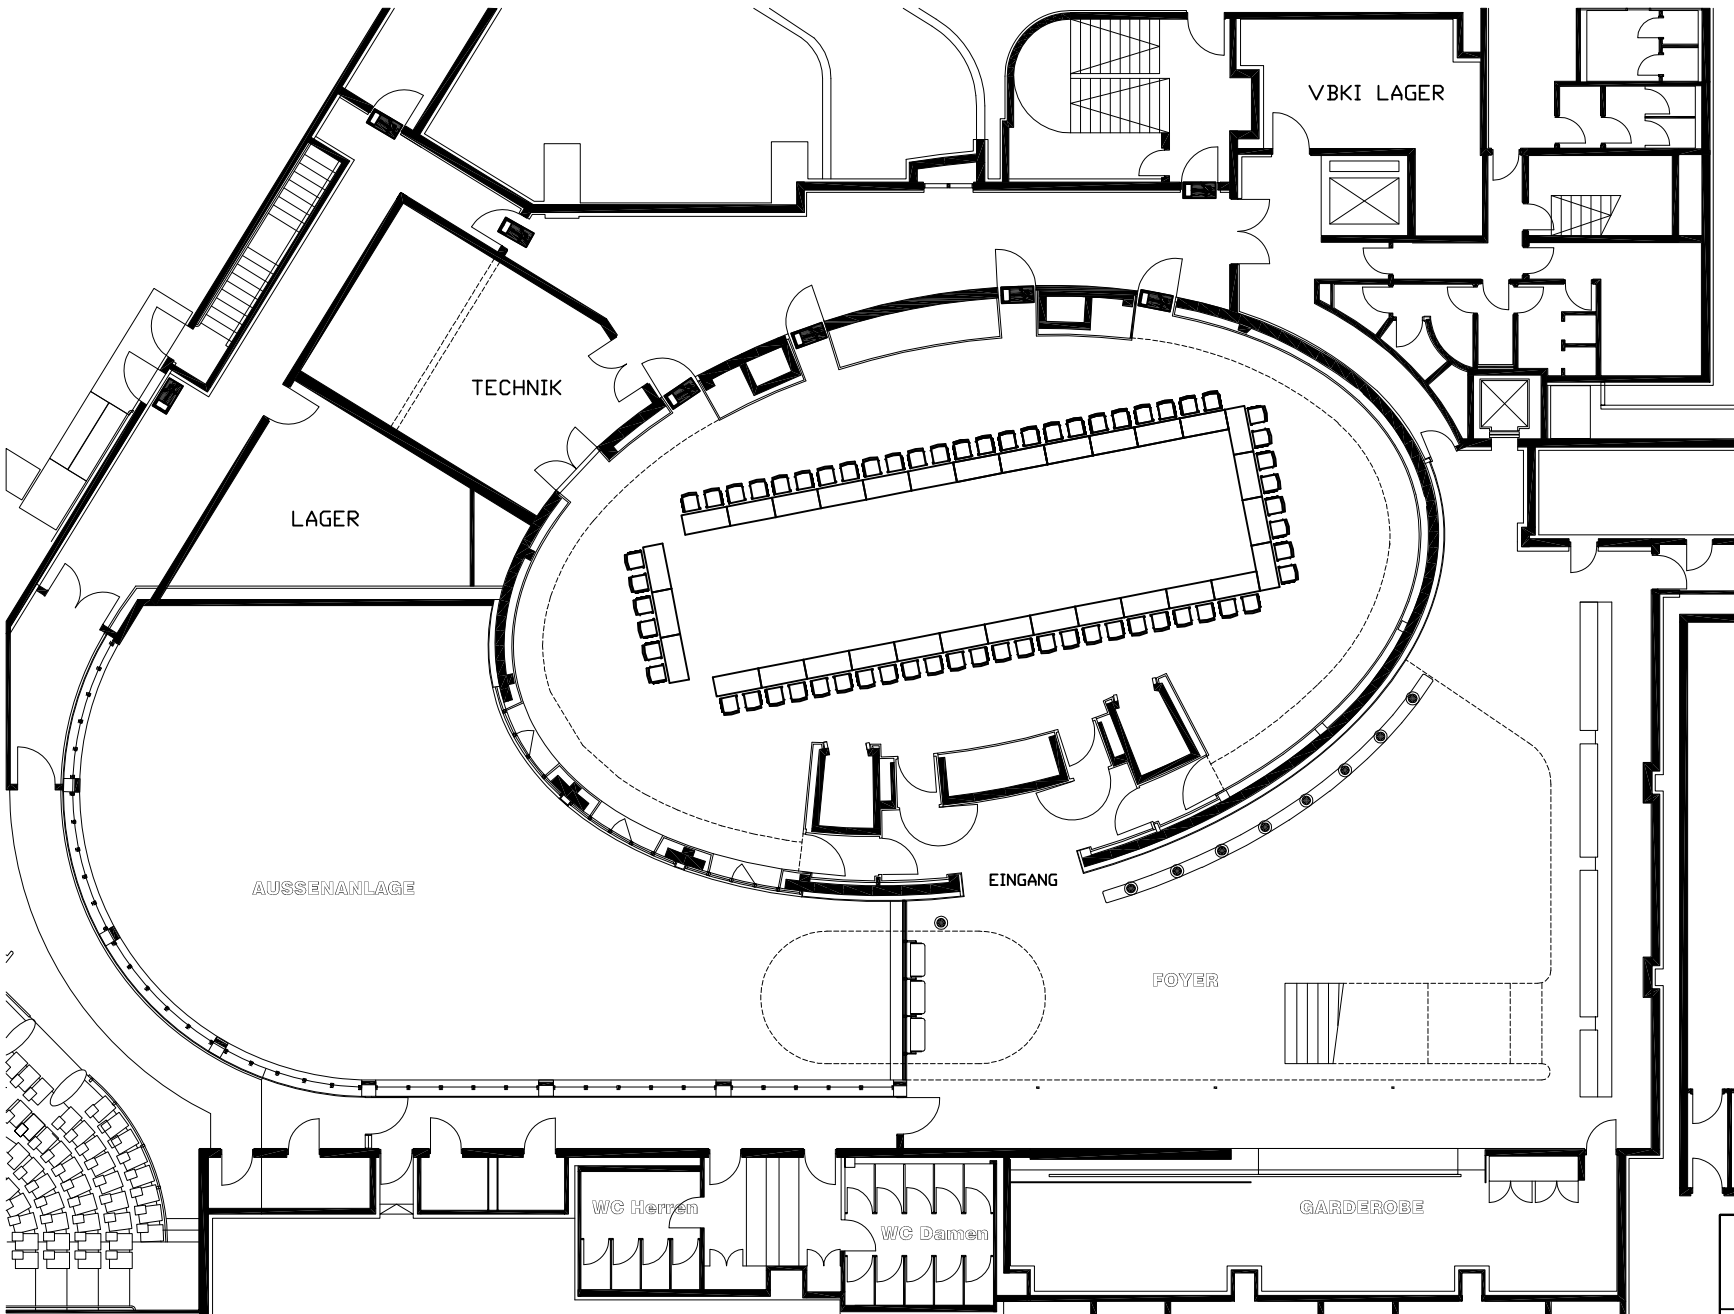 VBKI LAGER
TECHNIK
LAGER
EINGANG
AUSSENANLAGE
FOYER
WC Herren
GARDEROBE
WC Damen